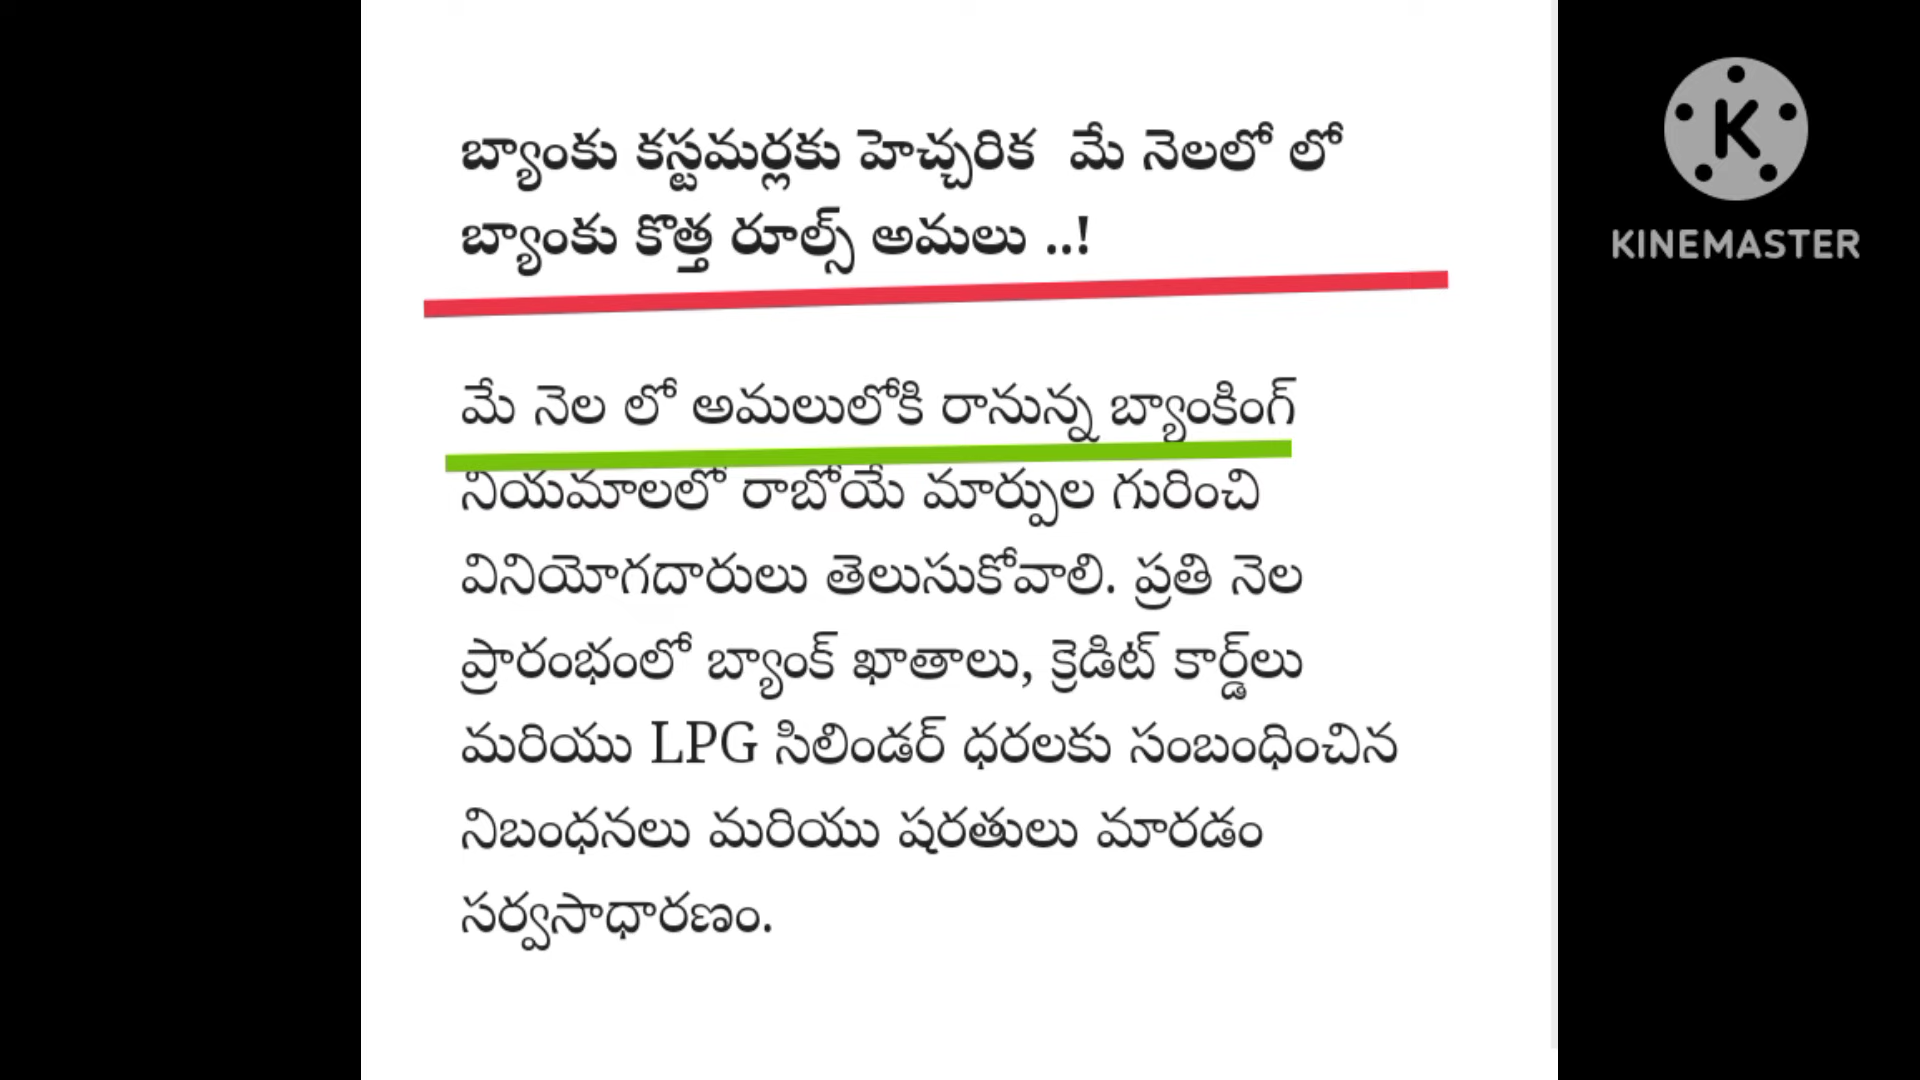 బ్యాంకు కస్టమర్లకు హెచ్చరిక మే నెలలో లో
బ్యాంకు కొత్త రూల్స్ అమలు ..!
మే నెల లో అమలులోకి రానున్న బ్యాంకింగ్
నియమాలలో రాబోయే మార్పుల గురించి
వినియోగదారులు తెలుసుకోవాలి. ప్రతి నెల
ప్రారంభంలో బ్యాంక్ ఖాతాలు, క్రెడిట్ కార్డ్‌లు
మరియు LPG సిలిండర్ ధరలకు సంబంధించిన
నిబంధనలు మరియు షరతులు మారడం
సర్వసాధారణం.
K
KINEMASTER